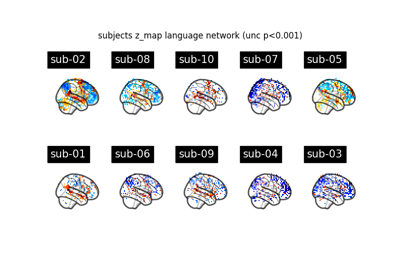 subjects z_map language network (unc p<0.001)
sub-02 sub-08 sub-10 sub-07 sub-05
sub-01 sub-06 sub-09 sub-04 sub-03